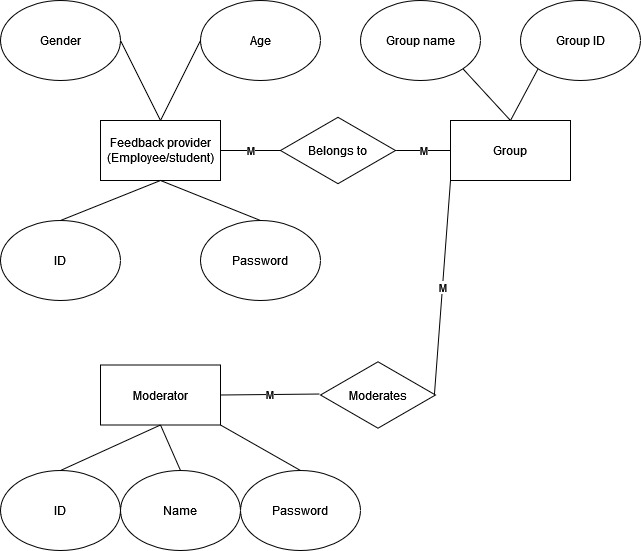 Gender
Age
Group name
Group ID
Feedback provider
(Employee/student)
M
Belongs to
M
Group
ID
Password
M
Moderator
M
Moderates
ID
Name
Password